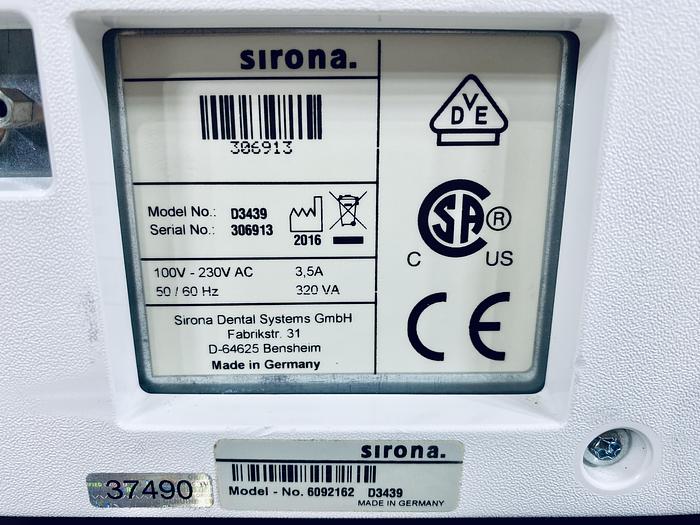 sirona.
306913
Model No.: D3439
Serial No.: 306913
2016
100V - 230V AC 3,5A
50 / 60 Hz 320 VA
Sirona Dental Systems GmbH
Fabrikstr. 31
D-64625 Bensheim
Made in Germany
DVE
CSA ®
C US
CE
sirona.
Model - No. 6092162 D3439
MADE IN GERMANY
37490